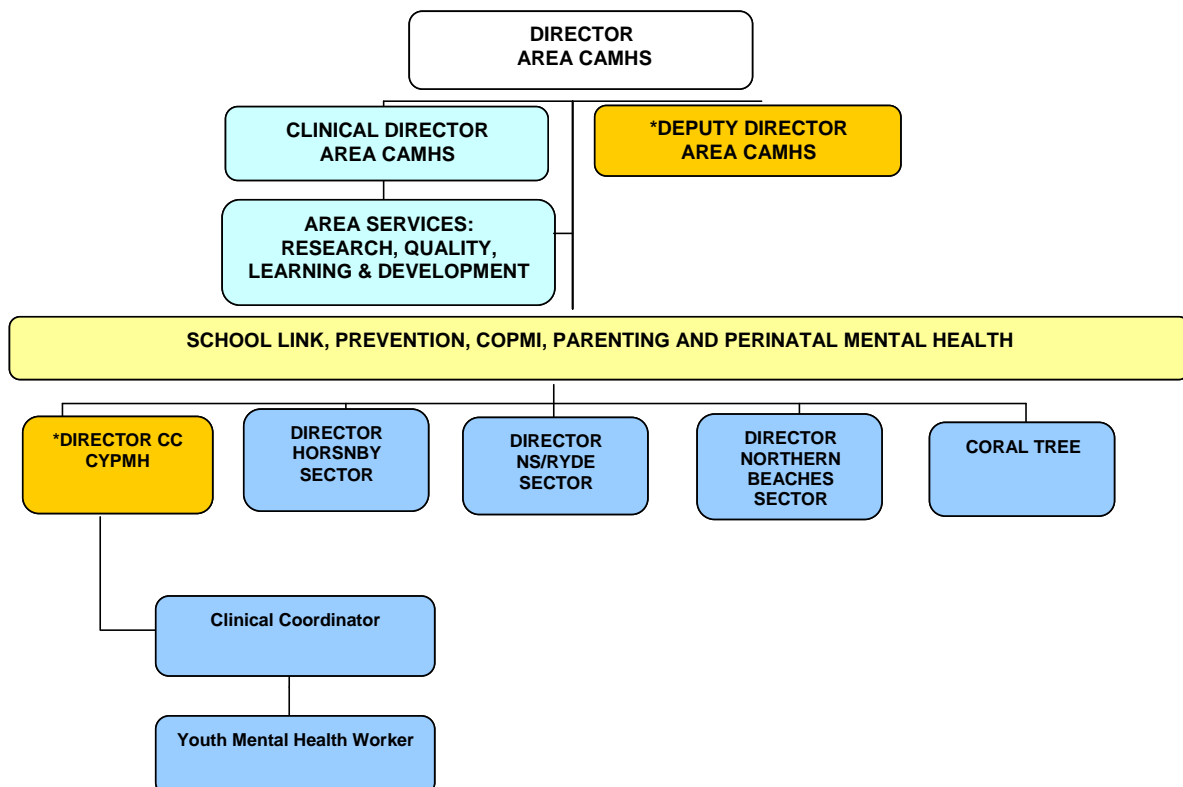 DIRECTOR
AREA CAMHS
CLINICAL DIRECTOR
AREA CAMHS
*DEPUTY DIRECTOR
AREA CAMHS
AREA SERVICES:
RESEARCH, QUALITY,
LEARNING & DEVELOPMENT
SCHOOL LINK, PREVENTION, COPMI, PARENTING AND PERINATAL MENTAL HEALTH
*DIRECTOR CC
CYPMH
DIRECTOR
HORSNBY
SECTOR
DIRECTOR
NS/RYDE
SECTOR
DIRECTOR
NORTHERN
BEACHES
SECTOR
CORAL TREE
Clinical Coordinator
Youth Mental Health Worker